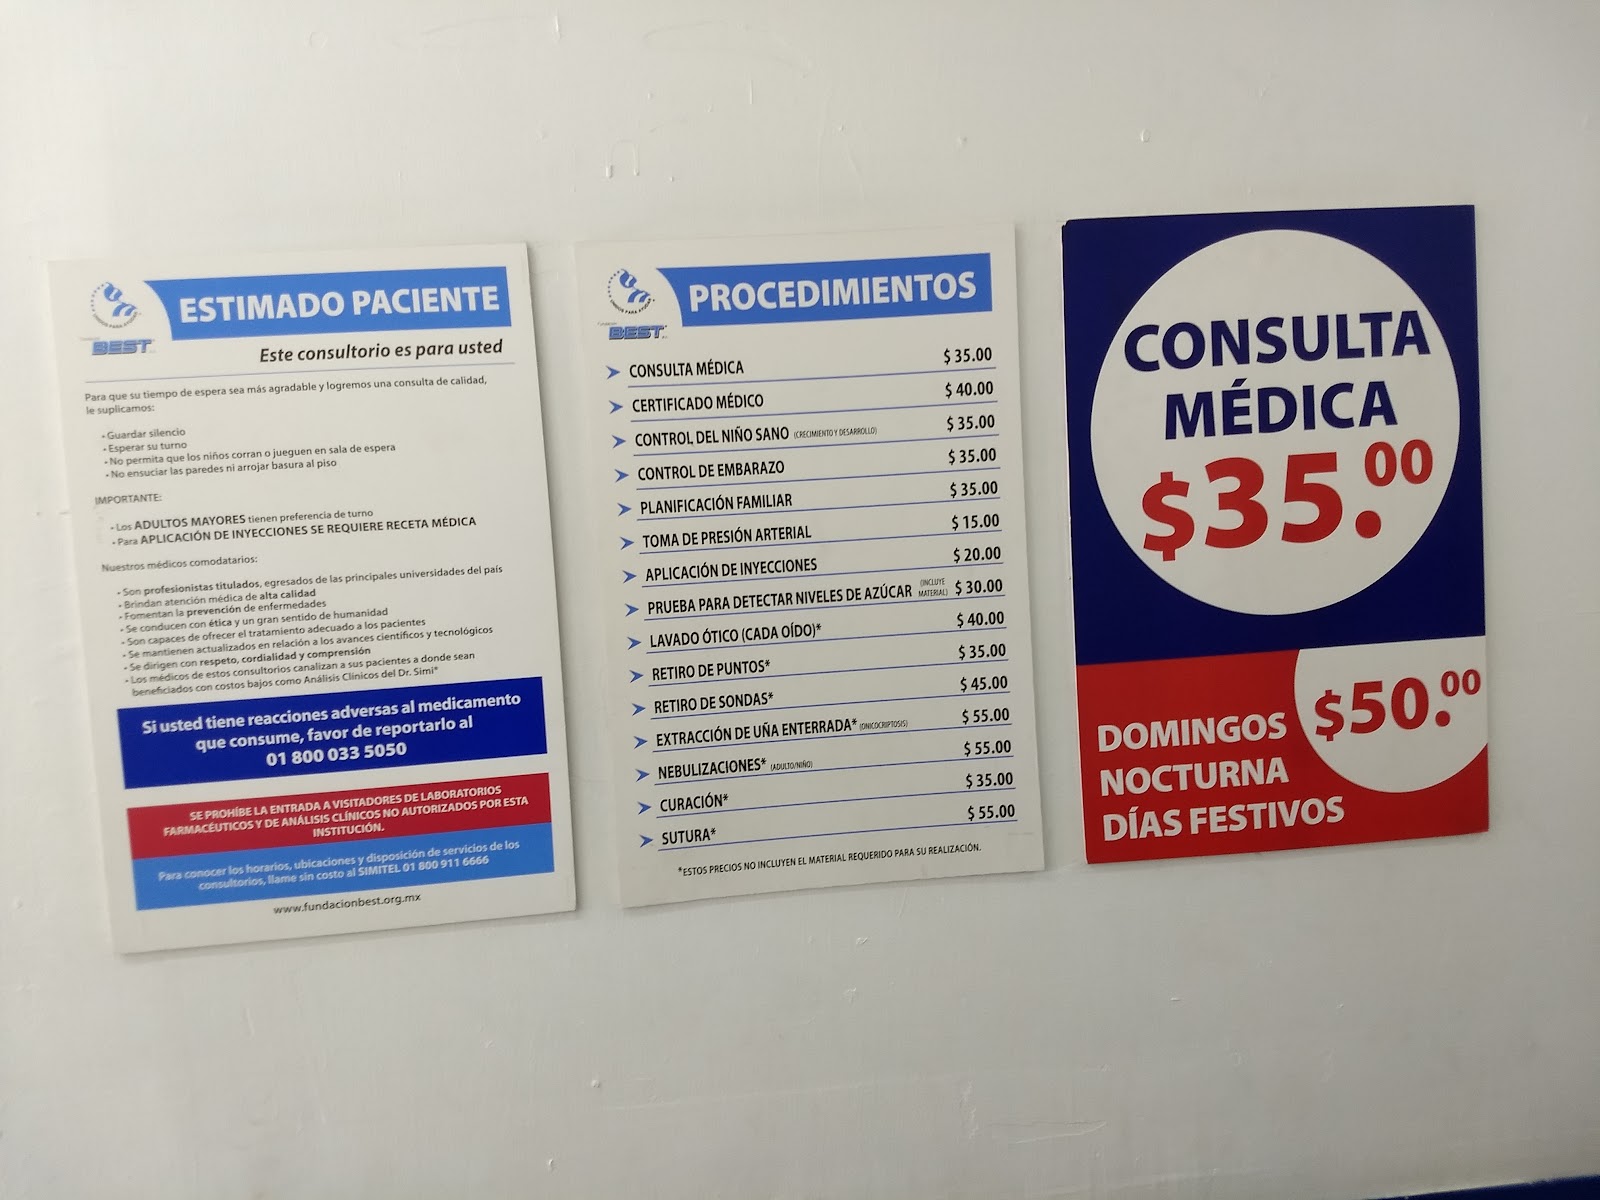 ESTIMADO PACIENTE
UNIDOS PARA AYUDAR
Fundación
BEST
Este consultorio es para usted
Para que su tiempo de espera sea más agradable y logremos una consulta de calidad,
le suplicamos:
• Guardar silencio
• Esperar su turno
• No permita que los niños corran o jueguen en sala de espera
• No ensuciar las paredes ni arrojar basura al piso
IMPORTANTE:
• Los ADULTOS MAYORES tienen preferencia de turno
• Para APLICACIÓN DE INYECCIONES SE REQUIERE RECETA MÉDICA
Nuestros médicos comodatarios:
• Son profesionistas titulados, egresados de las principales universidades del país
• Brindan atención médica de alta calidad
• Fomentan la prevención de enfermedades
• Se conducen con ética y un gran sentido de humanidad
• Son capaces de ofrecer el tratamiento adecuado a los pacientes
• Se mantienen actualizados en relación a los avances científicos y tecnológicos
• Se dirigen con respeto, cordialidad y comprensión
• Los médicos de estos consultorios canalizan a sus pacientes a donde sean
beneficiados con costos bajos como Análisis Clínicos del Dr. Simi*
Si usted tiene reacciones adversas al medicamento
que consume, favor de reportarlo al
01 800 033 5050
SE PROHÍBE LA ENTRADA A VISITADORES DE LABORATORIOS
FARMACÉUTICOS Y DE ANÁLISIS CLÍNICOS NO AUTORIZADOS POR ESTA
INSTITUCIÓN.
Para conocer los horarios, ubicaciones y disposición de servicios de los
consultorios, llame sin costo al SIMITEL 01 800 911 6666
www.fundacionbest.org.mx
PROCEDIMIENTOS
UNIDOS PARA AYUDAR
Fundación
BEST
CONSULTA MÉDICA $ 35.00
CERTIFICADO MÉDICO $ 40.00
CONTROL DEL NIÑO SANO (CRECIMIENTO Y DESARROLLO) $ 35.00
CONTROL DE EMBARAZO $ 35.00
PLANIFICACIÓN FAMILIAR $ 35.00
TOMA DE PRESIÓN ARTERIAL $ 15.00
APLICACIÓN DE INYECCIONES $ 20.00
PRUEBA PARA DETECTAR NIVELES DE AZÚCAR (INCLUYE MATERIAL) $ 30.00
LAVADO ÓTICO (CADA OÍDO)* $ 40.00
RETIRO DE PUNTOS* $ 35.00
RETIRO DE SONDAS* $ 45.00
EXTRACCIÓN DE UÑA ENTERRADA* (ONICOCRIPTOSIS) $ 55.00
NEBULIZACIONES* (ADULTO/NIÑO) $ 55.00
CURACIÓN* $ 35.00
SUTURA* $ 55.00
*ESTOS PRECIOS NO INCLUYEN EL MATERIAL REQUERIDO PARA SU REALIZACIÓN.
CONSULTA
MÉDICA
$35.00
$50.00
DOMINGOS
NOCTURNA
DÍAS FESTIVOS